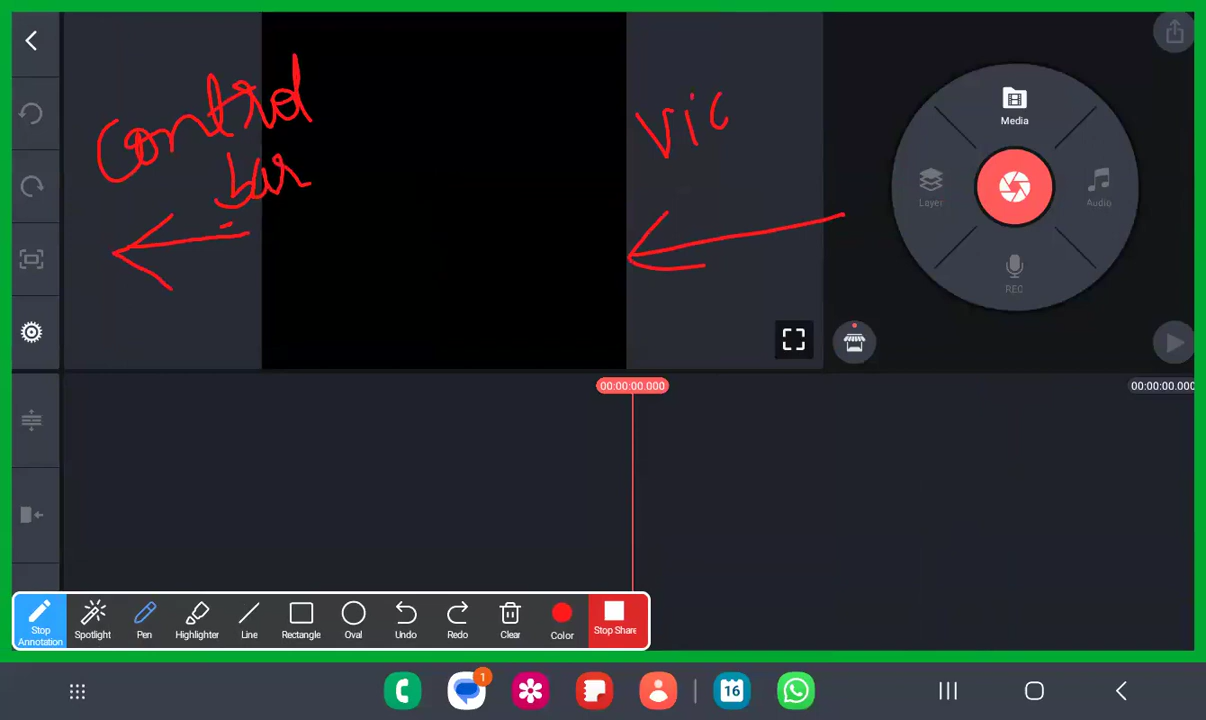 Control
bar
Vic
Media
Layer
Audio
REC
00:00:00.000
00:00:00.000
Stop
Annotation
Spotlight
Pen
Highlighter
Line
Rectangle
Oval
Undo
Redo
Clear
Color
Stop Share
1
16